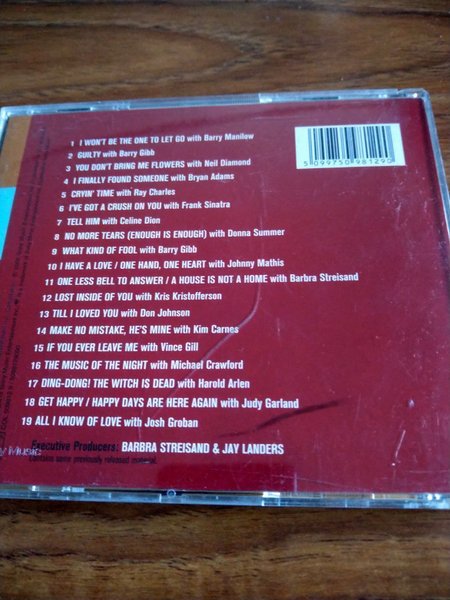 1 I WON'T BE THE ONE TO LET GO with Barry Manilow
2 GUILTY with Barry Gibb
3 YOU DON'T BRING ME FLOWERS with Neil Diamond
4 I FINALLY FOUND SOMEONE with Bryan Adams
5 CRYIN' TIME with Ray Charles
6 I'VE GOT A CRUSH ON YOU with Frank Sinatra
7 TELL HIM with Celine Dion
8 NO MORE TEARS (ENOUGH IS ENOUGH) with Donna Summer
9 WHAT KIND OF FOOL with Barry Gibb
10 I HAVE A LOVE / ONE HAND, ONE HEART with Johnny Mathis
11 ONE LESS BELL TO ANSWER / A HOUSE IS NOT A HOME with Barbra Streisand
12 LOST INSIDE OF YOU with Kris Kristofferson
13 TILL I LOVED YOU with Don Johnson
14 MAKE NO MISTAKE, HE'S MINE with Kim Carnes
15 IF YOU EVER LEAVE ME with Vince Gill
16 THE MUSIC OF THE NIGHT with Michael Crawford
17 DING-DONG! THE WITCH IS DEAD with Harold Arlen
18 GET HAPPY / HAPPY DAYS ARE HERE AGAIN with Judy Garland
19 ALL I KNOW OF LOVE with Josh Groban
Executive Producers: BARBRA STREISAND & JAY LANDERS
Contains some previously released material.
5 099750 981290